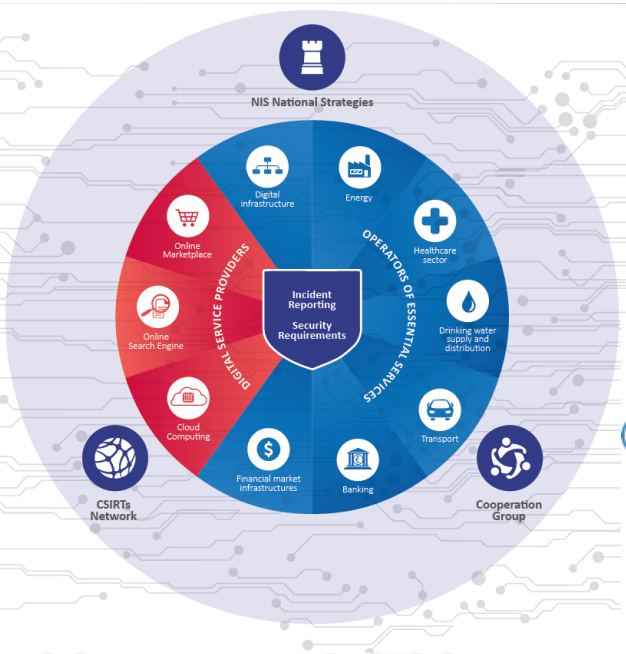 NIS National Strategies
Digital
infrastructure
Energy
Online
Marketplace
Healthcare
sector
DIGITAL SERVICE PROVIDERS
OPERATORS OF ESSENTIAL SERVICES
Incident
Reporting
Security
Requirements
Online
Search Engine
Drinking water
supply and
distribution
Cloud
Computing
Transport
Financial market
infrastructures
Banking
CSIRTs
Network
Cooperation
Group